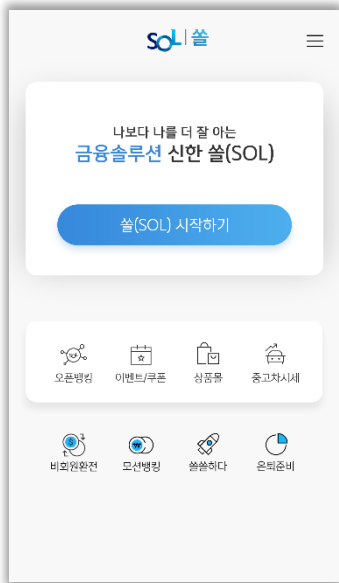 SOL | 쏠
나보다 나를 더 잘 아는
금융솔루션 신한 쏠(SOL)
쏠(SOL) 시작하기
오픈뱅킹 이벤트/쿠폰 상품몰 중고차시세
비회원환전 모션뱅킹 쏠쏠하다 은퇴준비